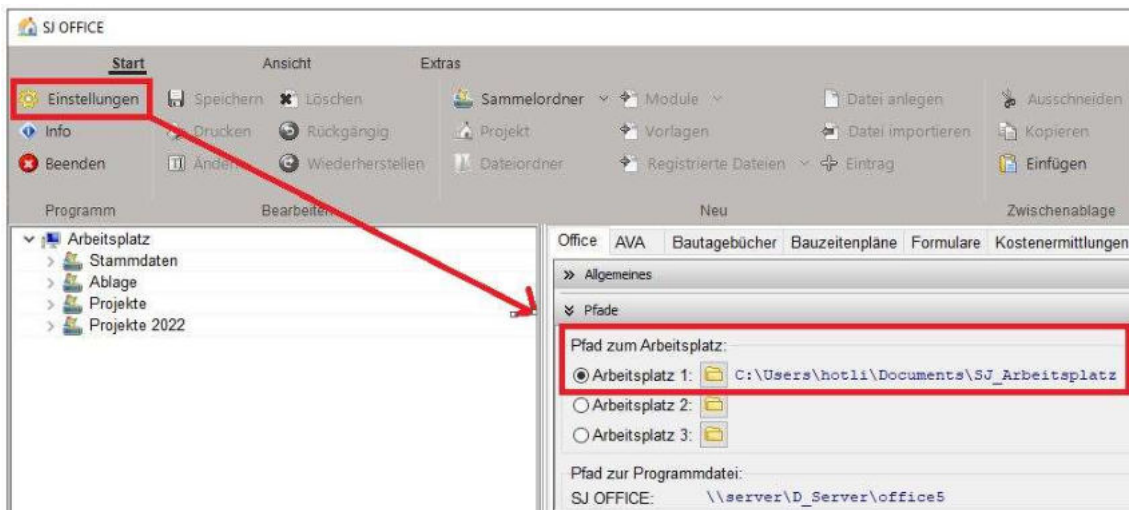 SJ OFFICE
Start Ansicht Extras
Einstellungen Speichern Löschen Sammelordner Module Datei anlegen Ausschneiden
Info Drucken Rückgängig Projekt Vorlagen Datei importieren Kopieren
Beenden Ändern Wiederherstellen Dateiordner Registrierte Dateien Eintrag Einfügen
Programm Bearbeiten Neu Zwischenablage
Arbeitsplatz
Stammdaten
Ablage
Projekte
Projekte 2022
Office AVA Bautagebücher Bauzeitenpläne Formulare Kostenermittlungen
Allgemeines
Pfade
Pfad zum Arbeitsplatz:
Arbeitsplatz 1: C:\Users\hotli\Documents\SJ_Arbeitsplatz
Arbeitsplatz 2:
Arbeitsplatz 3:
Pfad zur Programmdatei:
SJ OFFICE: \\server\D_Server\office5